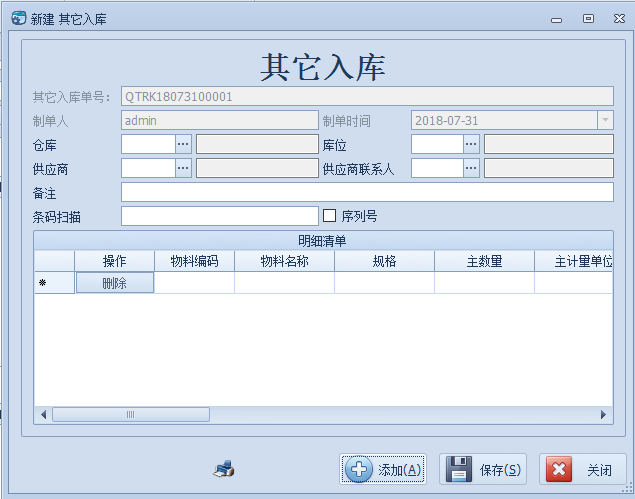 新建 其它入库
其它入库
其它入库单号： QTRK18073100001
制单人 admin 制单时间 2018-07-31
仓库 ... 库位 ...
供应商 ... 供应商联系人 ...
备注
条码扫描 序列号
明细清单
操作 物料编码 物料名称 规格 主数量 主计量单位
* 删除
添加(A) 保存(S) 关闭